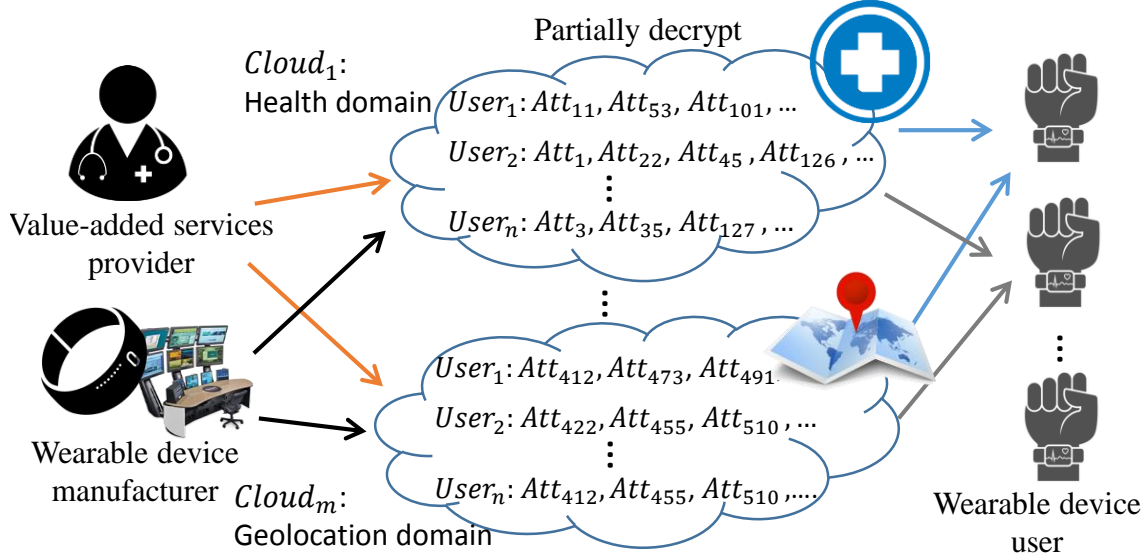 Partially decrypt
Cloud₁:
Health domain
User₁: Att₁₁, Att₅₃, Att₁₀₁, ...
User₂: Att₁, Att₂₂, Att₄₅, Att₁₂₆, ...
⋮
Userₙ: Att₃, Att₃₅, Att₁₂₇, ...
Value-added services
provider
⋮
User₁: Att₄₁₂, Att₄₇₃, Att₄₉₁.
User₂: Att₄₂₂, Att₄₅₅, Att₅₁₀, ...
⋮
Userₙ: Att₄₁₂, Att₄₅₅, Att₅₁₀, ....
Wearable device
manufacturer
Cloudₘ:
Geolocation domain
⋮
Wearable device
user